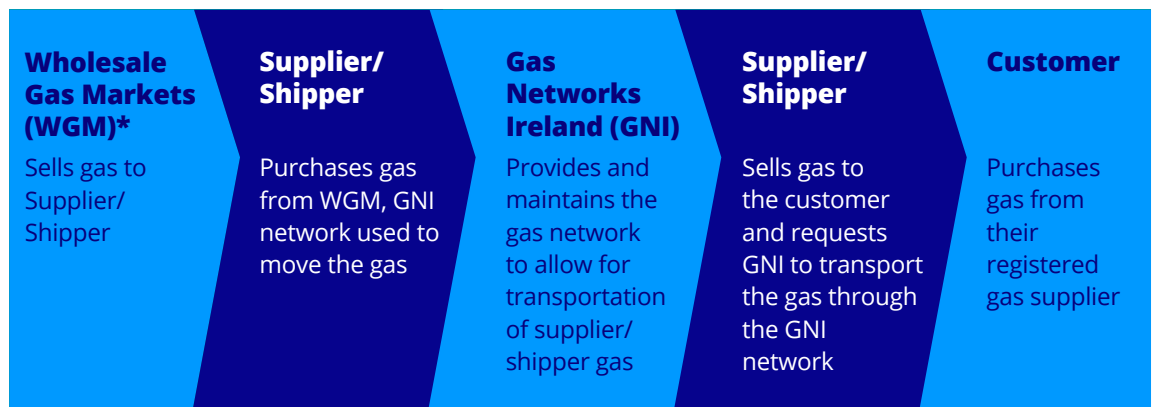 Wholesale
Gas Markets
(WGM)*
Sells gas to
Supplier/
Shipper
Supplier/
Shipper
Purchases gas
from WGM, GNI
network used to
move the gas
Gas
Networks
Ireland (GNI)
Provides and
maintains the
gas network
to allow for
transportation
of supplier/
shipper gas
Supplier/
Shipper
Sells gas to
the customer
and requests
GNI to transport
the gas through
the GNI
network
Customer
Purchases
gas from
their
registered
gas supplier